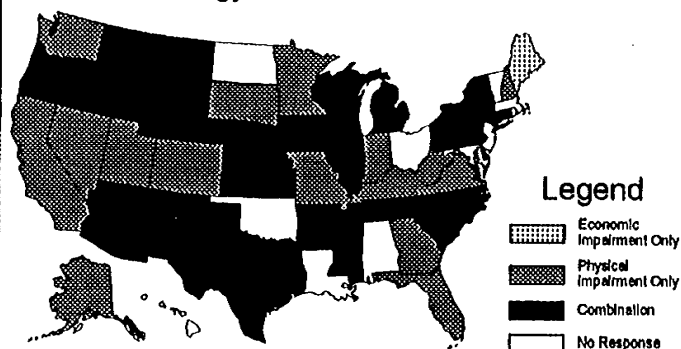 Legend
Economic
Impairment Only
Physical
Impairment Only
Combination
No Response